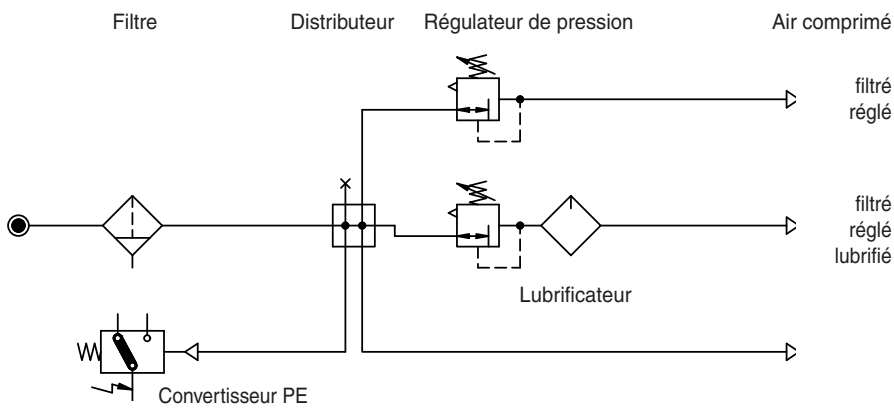 Filtre
Distributeur
Régulateur de pression
Air comprimé
filtré
réglé
filtré
réglé
lubrifié
Lubrificateur
Convertisseur PE